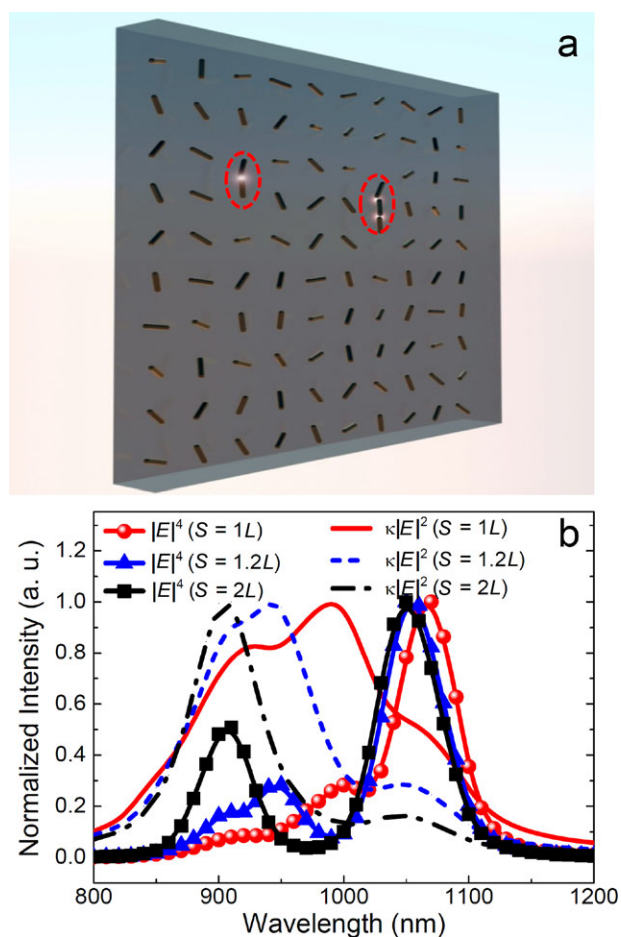 a
b
|E|⁴ (S = 1L) κ|E|² (S = 1L)
|E|⁴ (S = 1.2L) κ|E|² (S = 1.2L)
|E|⁴ (S = 2L) κ|E|² (S = 2L)
Normalized Intensity (a. u.)
1.2
1.0
0.8
0.6
0.4
0.2
0.0
800 900 1000 1100 1200
Wavelength (nm)